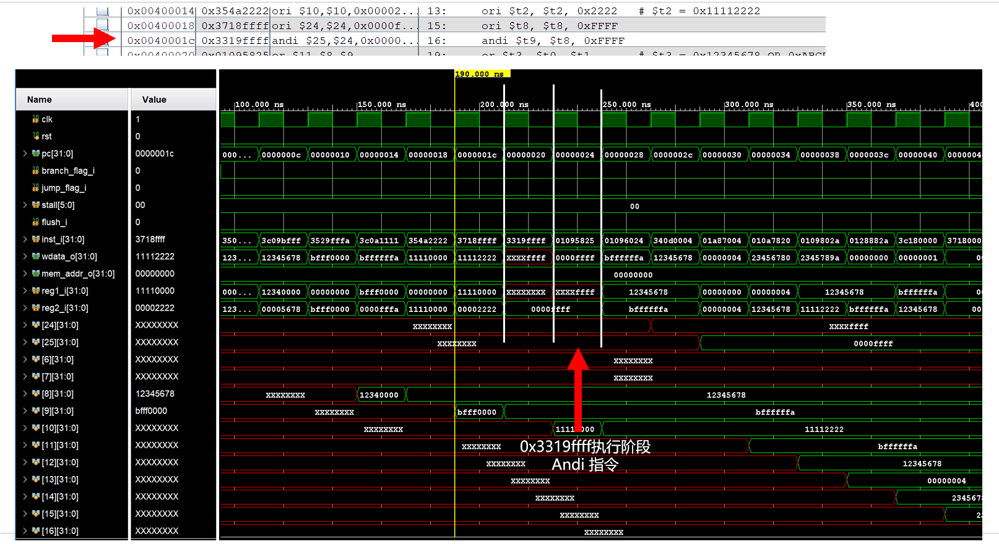 0x00400014 0x354a2222 ori $10,$10,0x00002... 13: ori $t2, $t2, 0x2222 # $t2 = 0x11112222
0x00400018 0x3718ffff ori $24,$24,0x0000f... 15: ori $t8, $t8, 0xFFFF
0x0040001c 0x3319ffff andi $25,$24,0x0000... 16: andi $t9, $t8, 0xFFFF
0x00400020 0x01095825 or $11,$8,$9 19: or $t3, $t0, $t1 # $t3 = 0x12345678 OR 0xABCD
190.000 ns
Name Value
100.000 ns 150.000 ns 200.000 ns 250.000 ns 300.000 ns 350.000 ns 400
clk 1
rst 0
pc[31:0] 0000001c 000... 0000000c 00000010 00000014 00000018 0000001c 00000020 00000024 00000028 0000002c 00000030 00000034 00000038 0000003c 00000040 0000004
branch_flag_i 0
jump_flag_i 0
stall[5:0] 00 00
flush_i 0
inst_i[31:0] 3718ffff 350... 3c09bfff 3529fffa 3c0a1111 354a2222 3718ffff 3319ffff 01095825 01096024 340d0004 01a87004 010a7820 0109802a 0128882a 3c180000 3718000
wdata_o[31:0] 11112222 123... 12345678 bfff0000 bffffffa 11110000 11112222 XXXXffff 0000ffff bffffffa 12345678 00000004 23456780 2345789a 00000000 00000001 00
mem_addr_o[31:0] 00000000 00000000
reg1_i[31:0] 11110000 000... 12340000 00000000 bfff0000 00000000 11110000 XXXXXXXX XXXXffff 12345678 00000000 00000004 12345678 bffffffa 00
reg2_i[31:0] 00002222 123... 00005678 bfff0000 0000fffa 11110000 00002222 0000ffff bffffffa 00000004 12345678 11112222 bffffffa 12345678 00
[24][31:0] XXXXXXXX XXXXXXXX XXXXffff
[25][31:0] XXXXXXXX XXXXXXXX 0000ffff
[6][31:0] XXXXXXXX XXXXXXXX
[7][31:0] XXXXXXXX XXXXXXXX
[8][31:0] 12345678 XXXXXXXX 12340000 12345678
[9][31:0] bfff0000 XXXXXXXX bfff0000 bffffffa
[10][31:0] XXXXXXXX XXXXXXXX 11112222
[11][31:0] XXXXXXXX XXXXXXXX bffffffa
0x3319ffff执行阶段
[12][31:0] XXXXXXXX XXXXXXXX 12345678
Andi 指令
[13][31:0] XXXXXXXX XXXXXXXX 00000004
[14][31:0] XXXXXXXX XXXXXXXX 2345678
[15][31:0] XXXXXXXX XXXXXXXX 23
[16][31:0] XXXXXXXX XXXXXXXX